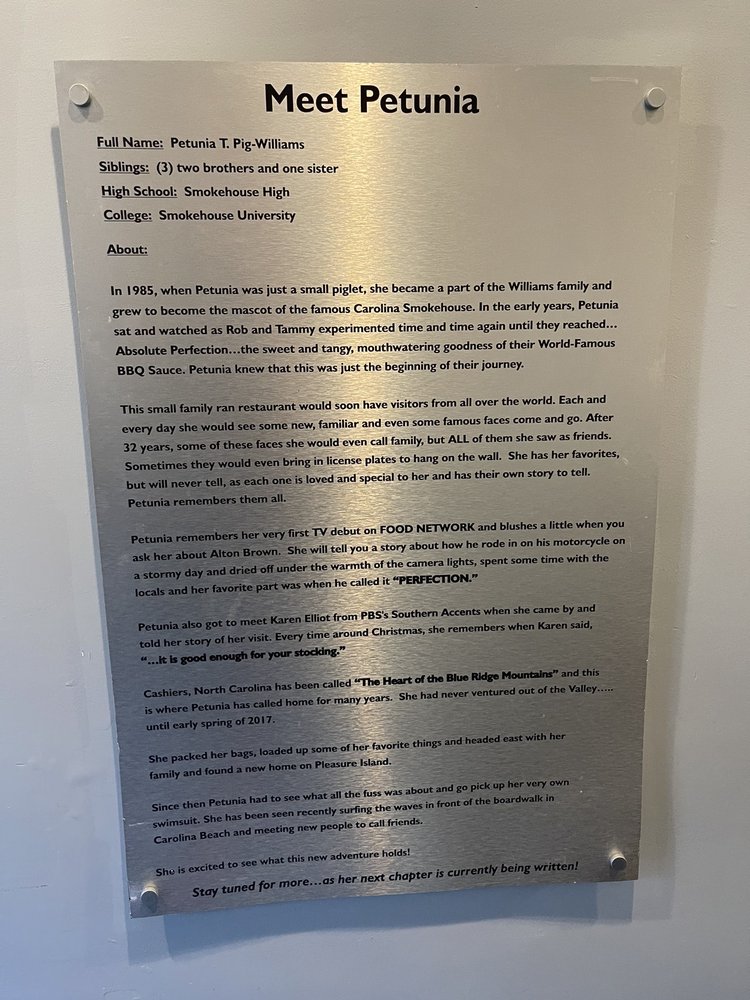 Meet Petunia
Full Name: Petunia T. Pig-Williams
Siblings: (3) two brothers and one sister
High School: Smokehouse High
College: Smokehouse University
About:
In 1985, when Petunia was just a small piglet, she became a part of the Williams family and
grew to become the mascot of the famous Carolina Smokehouse. In the early years, Petunia
sat and watched as Rob and Tammy experimented time and time again until they reached...
Absolute Perfection...the sweet and tangy, mouthwatering goodness of their World-Famous
BBQ Sauce. Petunia knew that this was just the beginning of their journey.
This small family ran restaurant would soon have visitors from all over the world. Each and
every day she would see some new, familiar and even some famous faces come and go. After
32 years, some of these faces she would even call family, but ALL of them she saw as friends.
Sometimes they would even bring in license plates to hang on the wall. She has her favorites,
but will never tell, as each one is loved and special to her and has their own story to tell.
Petunia remembers them all.
Petunia remembers her very first TV debut on FOOD NETWORK and blushes a little when you
ask her about Alton Brown. She will tell you a story about how he rode in on his motorcycle on
a stormy day and dried off under the warmth of the camera lights, spent some time with the
locals and her favorite part was when he called it “PERFECTION.”
Petunia also got to meet Karen Elliot from PBS's Southern Accents when she came by and
told her story of her visit. Every time around Christmas, she remembers when Karen said,
“...it is good enough for your stocking.”
Cashiers, North Carolina has been called “The Heart of the Blue Ridge Mountains” and this
is where Petunia has called home for many years. She had never ventured out of the Valley.....
until early spring of 2017.
She packed her bags, loaded up some of her favorite things and headed east with her
family and found a new home on Pleasure Island.
Since then Petunia had to see what all the fuss was about and go pick up her very own
swimsuit. She has been seen recently surfing the waves in front of the boardwalk in
Carolina Beach and meeting new people to call friends.
She is excited to see what this new adventure holds!
Stay tuned for more...as her next chapter is currently being written!